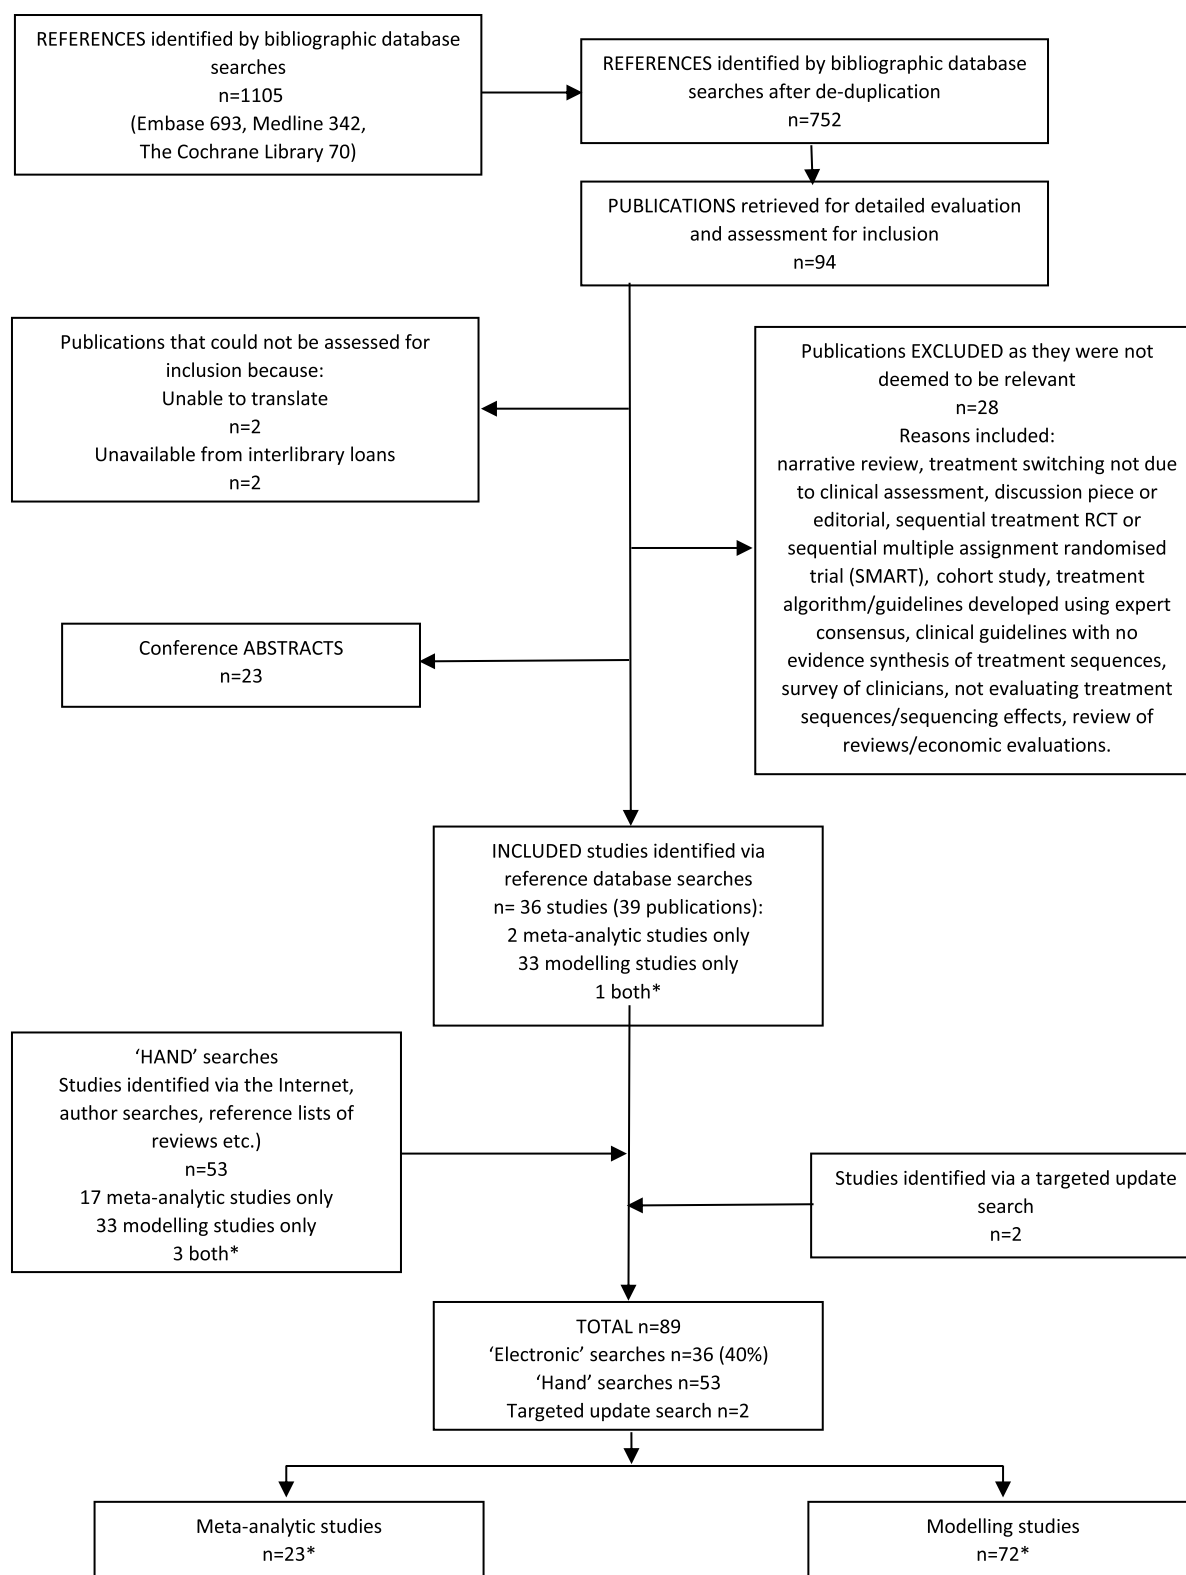 REFERENCES identified by bibliographic database
searches
n=1105
(Embase 693, Medline 342,
The Cochrane Library 70)
REFERENCES identified by bibliographic database
searches after de-duplication
n=752
PUBLICATIONS retrieved for detailed evaluation
and assessment for inclusion
n=94
Publications that could not be assessed for
inclusion because:
Unable to translate
n=2
Unavailable from interlibrary loans
n=2
Publications EXCLUDED as they were not
deemed to be relevant
n=28
Reasons included:
narrative review, treatment switching not due
to clinical assessment, discussion piece or
editorial, sequential treatment RCT or
sequential multiple assignment randomised
trial (SMART), cohort study, treatment
algorithm/guidelines developed using expert
consensus, clinical guidelines with no
evidence synthesis of treatment sequences,
survey of clinicians, not evaluating treatment
sequences/sequencing effects, review of
reviews/economic evaluations.
Conference ABSTRACTS
n=23
INCLUDED studies identified via
reference database searches
n= 36 studies (39 publications):
2 meta-analytic studies only
33 modelling studies only
1 both*
‘HAND’ searches
Studies identified via the Internet,
author searches, reference lists of
reviews etc.)
n=53
17 meta-analytic studies only
33 modelling studies only
3 both*
Studies identified via a targeted update
search
n=2
TOTAL n=89
‘Electronic’ searches n=36 (40%)
‘Hand’ searches n=53
Targeted update search n=2
Meta-analytic studies
n=23*
Modelling studies
n=72*